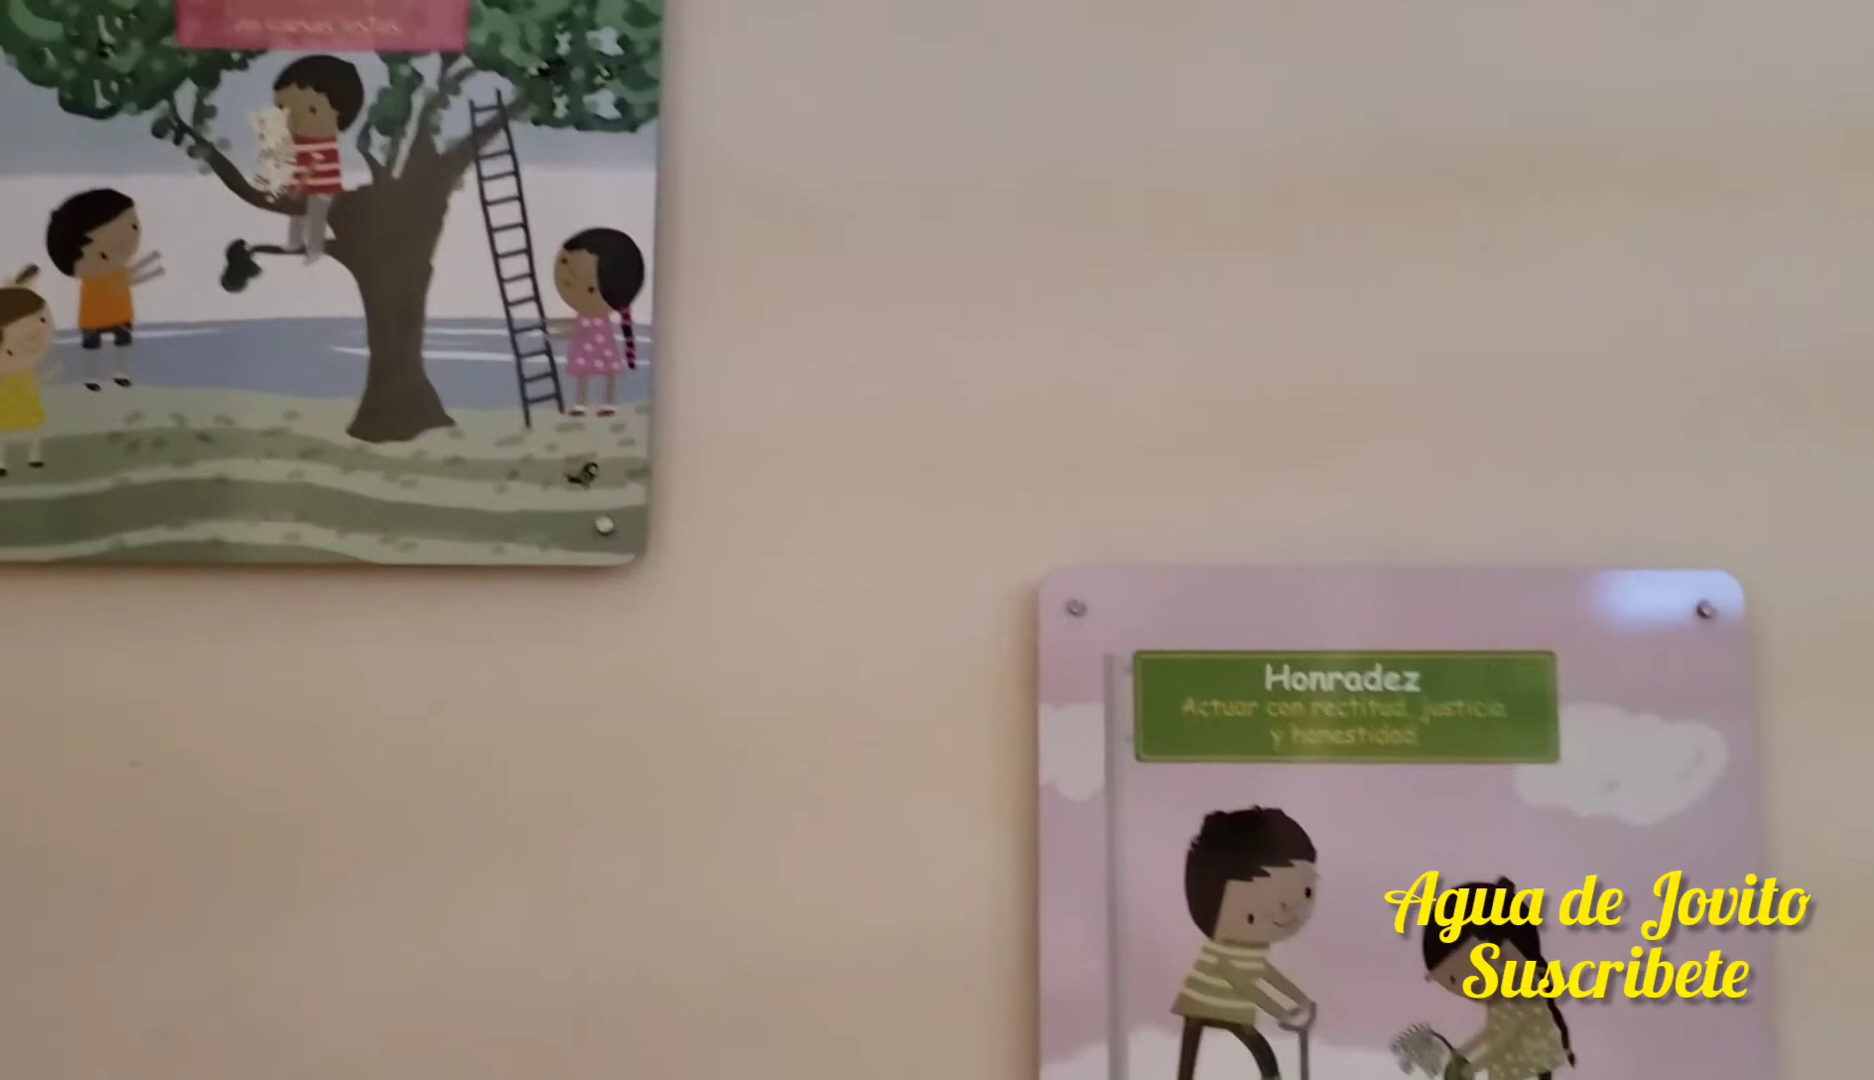 Honradez
Actuar con rectitud, justicia
y honestidad.
Agua de Jovito
Suscribete